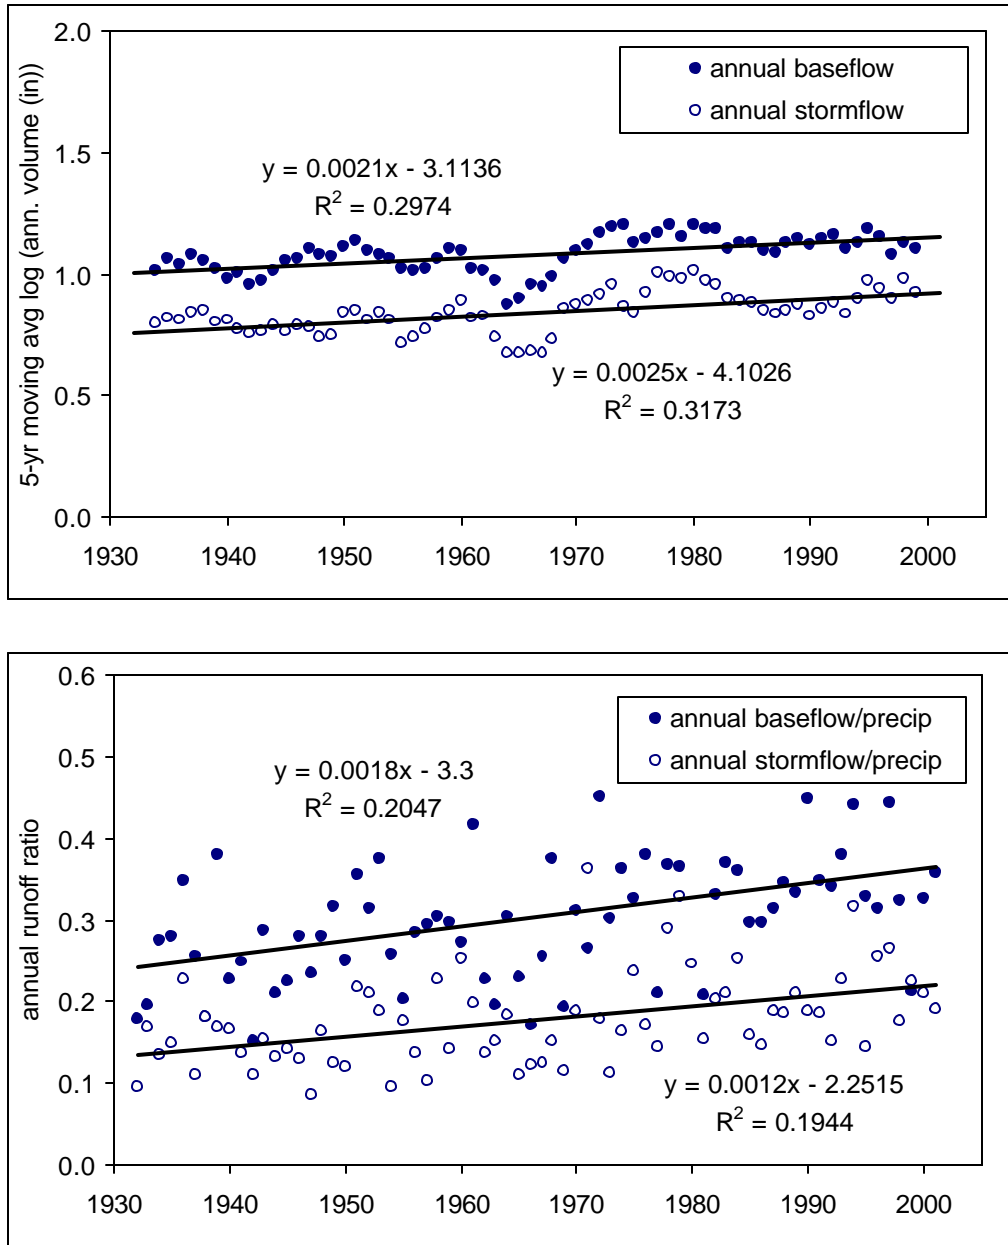 5-yr moving avg log (ann. volume (in))
2.0
1.5
1.0
0.5
0.0
annual baseflow
annual stormflow
y = 0.0021x - 3.1136
R² = 0.2974
y = 0.0025x - 4.1026
R² = 0.3173
1930 1940 1950 1960 1970 1980 1990 2000
annual runoff ratio
0.6
0.5
0.4
0.3
0.2
0.1
0.0
annual baseflow/precip
annual stormflow/precip
y = 0.0018x - 3.3
R² = 0.2047
y = 0.0012x - 2.2515
R² = 0.1944
1930 1940 1950 1960 1970 1980 1990 2000